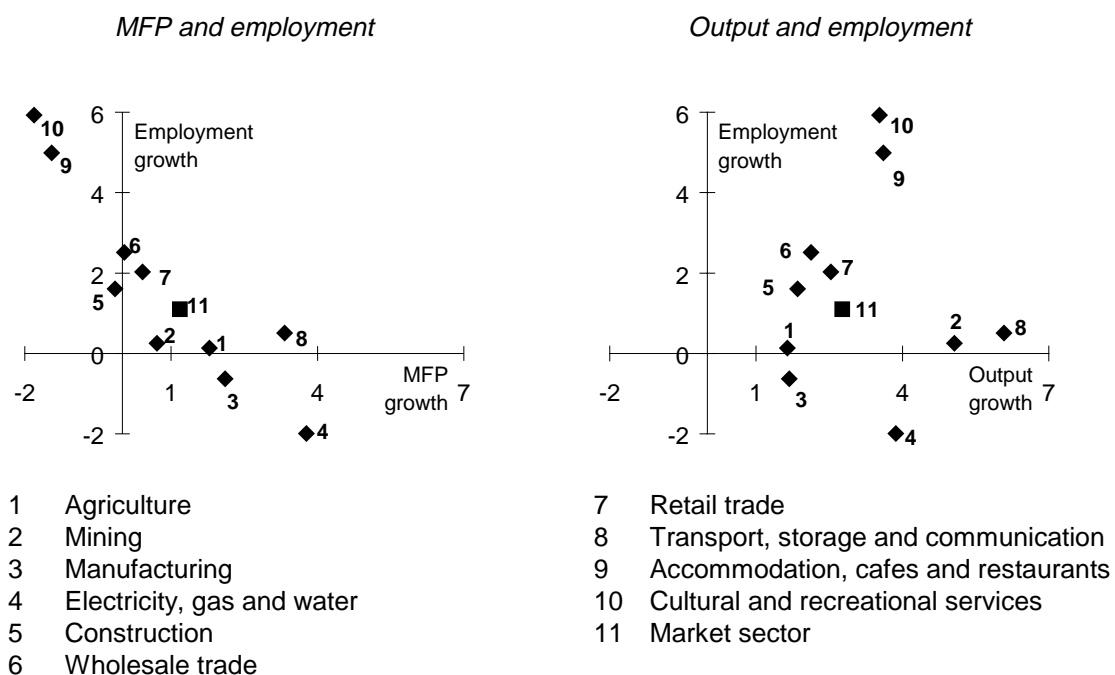 MFP and employment
6
Employment
growth
10
9
4
6
2
7
5
11
2
1
8
0
MFP
growth
-2
1
4
7
3
-2
4
Output and employment
6
Employment
growth
10
9
4
6
2
7
5
11
1
2
8
0
Output
growth
-2
1
4
7
3
-2
4
1 Agriculture
2 Mining
3 Manufacturing
4 Electricity, gas and water
5 Construction
6 Wholesale trade
7 Retail trade
8 Transport, storage and communication
9 Accommodation, cafes and restaurants
10 Cultural and recreational services
11 Market sector